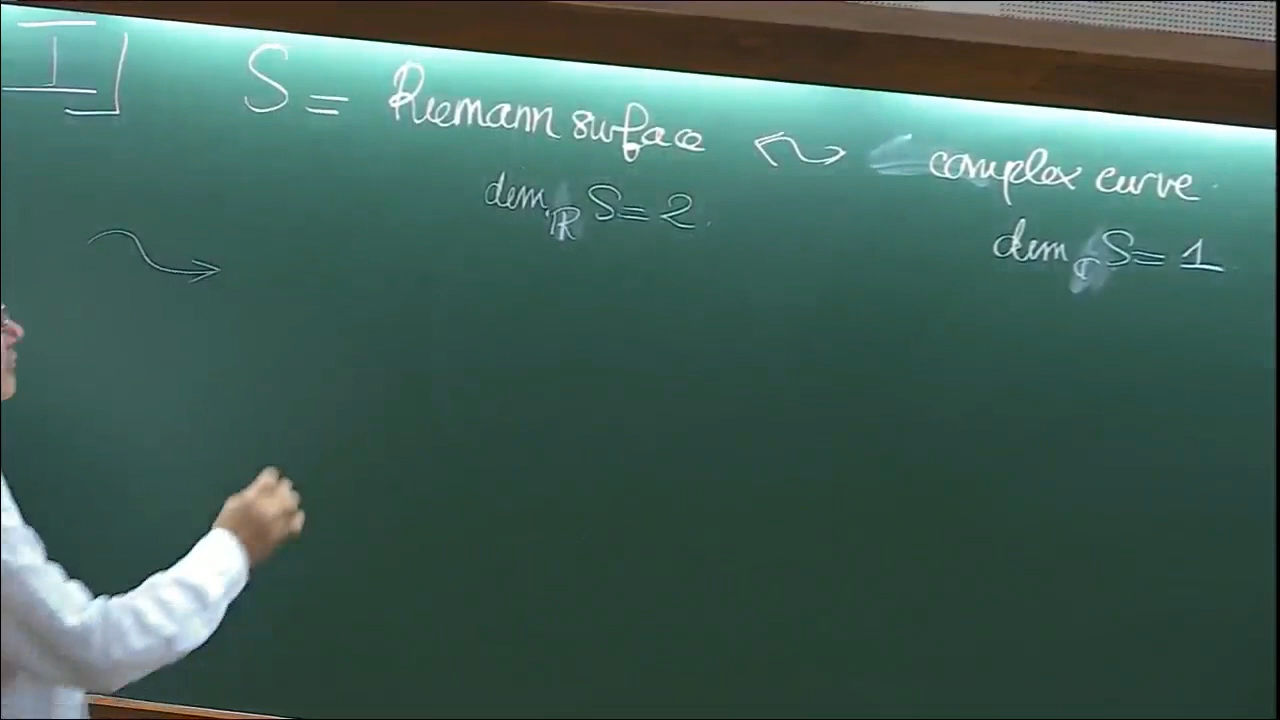 I] S = Riemann surface ↭ complex curve
dim_ℝ S = 2. dim_ℂ S = 1
⇝